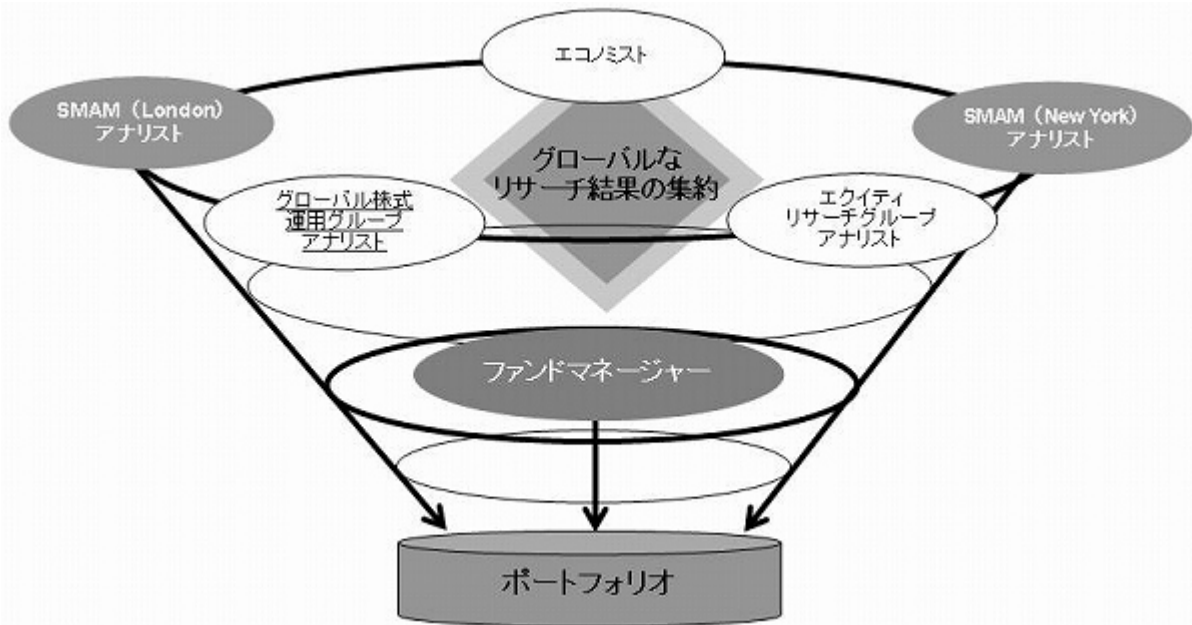 エコノミスト
SMAM（London）
アナリスト
SMAM（New York）
アナリスト
グローバルな
リサーチ結果の集約
グローバル株式
運用グループ
アナリスト
エクイティ
リサーチグループ
アナリスト
ファンドマネージャー
ポートフォリオ